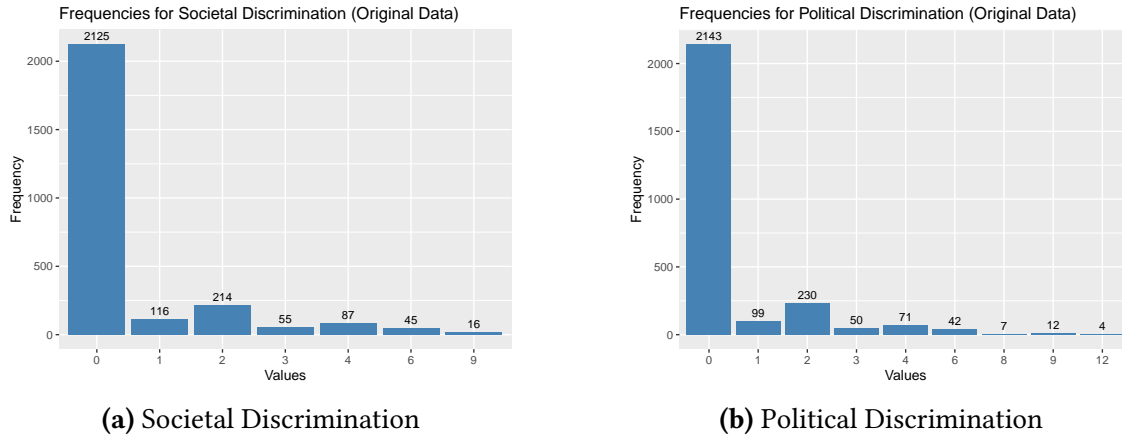 Frequencies for Societal Discrimination (Original Data)
2125
2000
1500
Frequency
1000
500
214
116
87
55
45
16
0
0 1 2 3 4 6 9
Values
(a) Societal Discrimination
Frequencies for Political Discrimination (Original Data)
2143
2000
1500
Frequency
1000
500
230
99
71
50
42
7
12
4
0
0 1 2 3 4 6 8 9 12
Values
(b) Political Discrimination